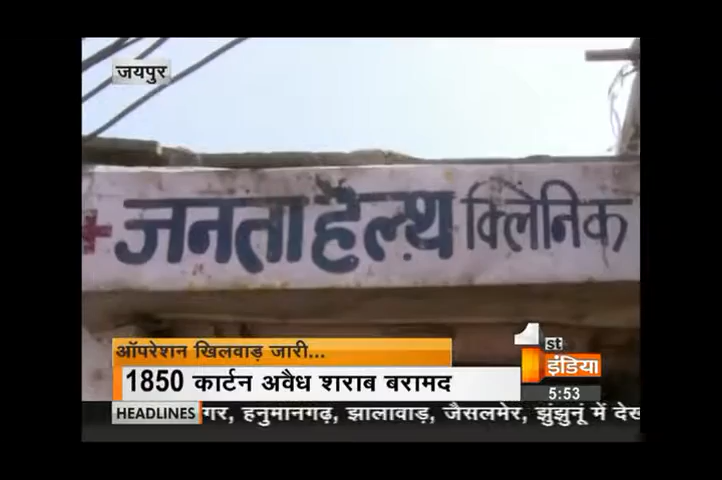 जयपुर
जनता हैल्थ क्लिनिक
ऑपरेशन खिलवाड़ जारी...
1st
इंडिया
1850 कार्टन अवैध शराब बरामद
5:53
HEADLINES
गर, हनुमानगढ़, झालावाड़, जैसलमेर, झुंझुनूं में देख